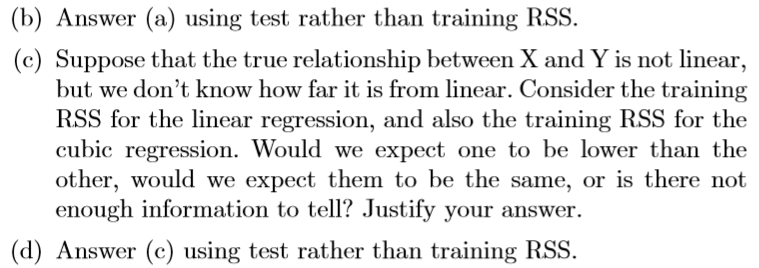 (b) Answer (a) using test rather than training RSS.
(c) Suppose that the true relationship between X and Y is not linear,
but we don't know how far it is from linear. Consider the training
RSS for the linear regression, and also the training RSS for the
cubic regression. Would we expect one to be lower than the
other, would we expect them to be the same, or is there not
enough information to tell? Justify your answer.
(d) Answer (c) using test rather than training RSS.